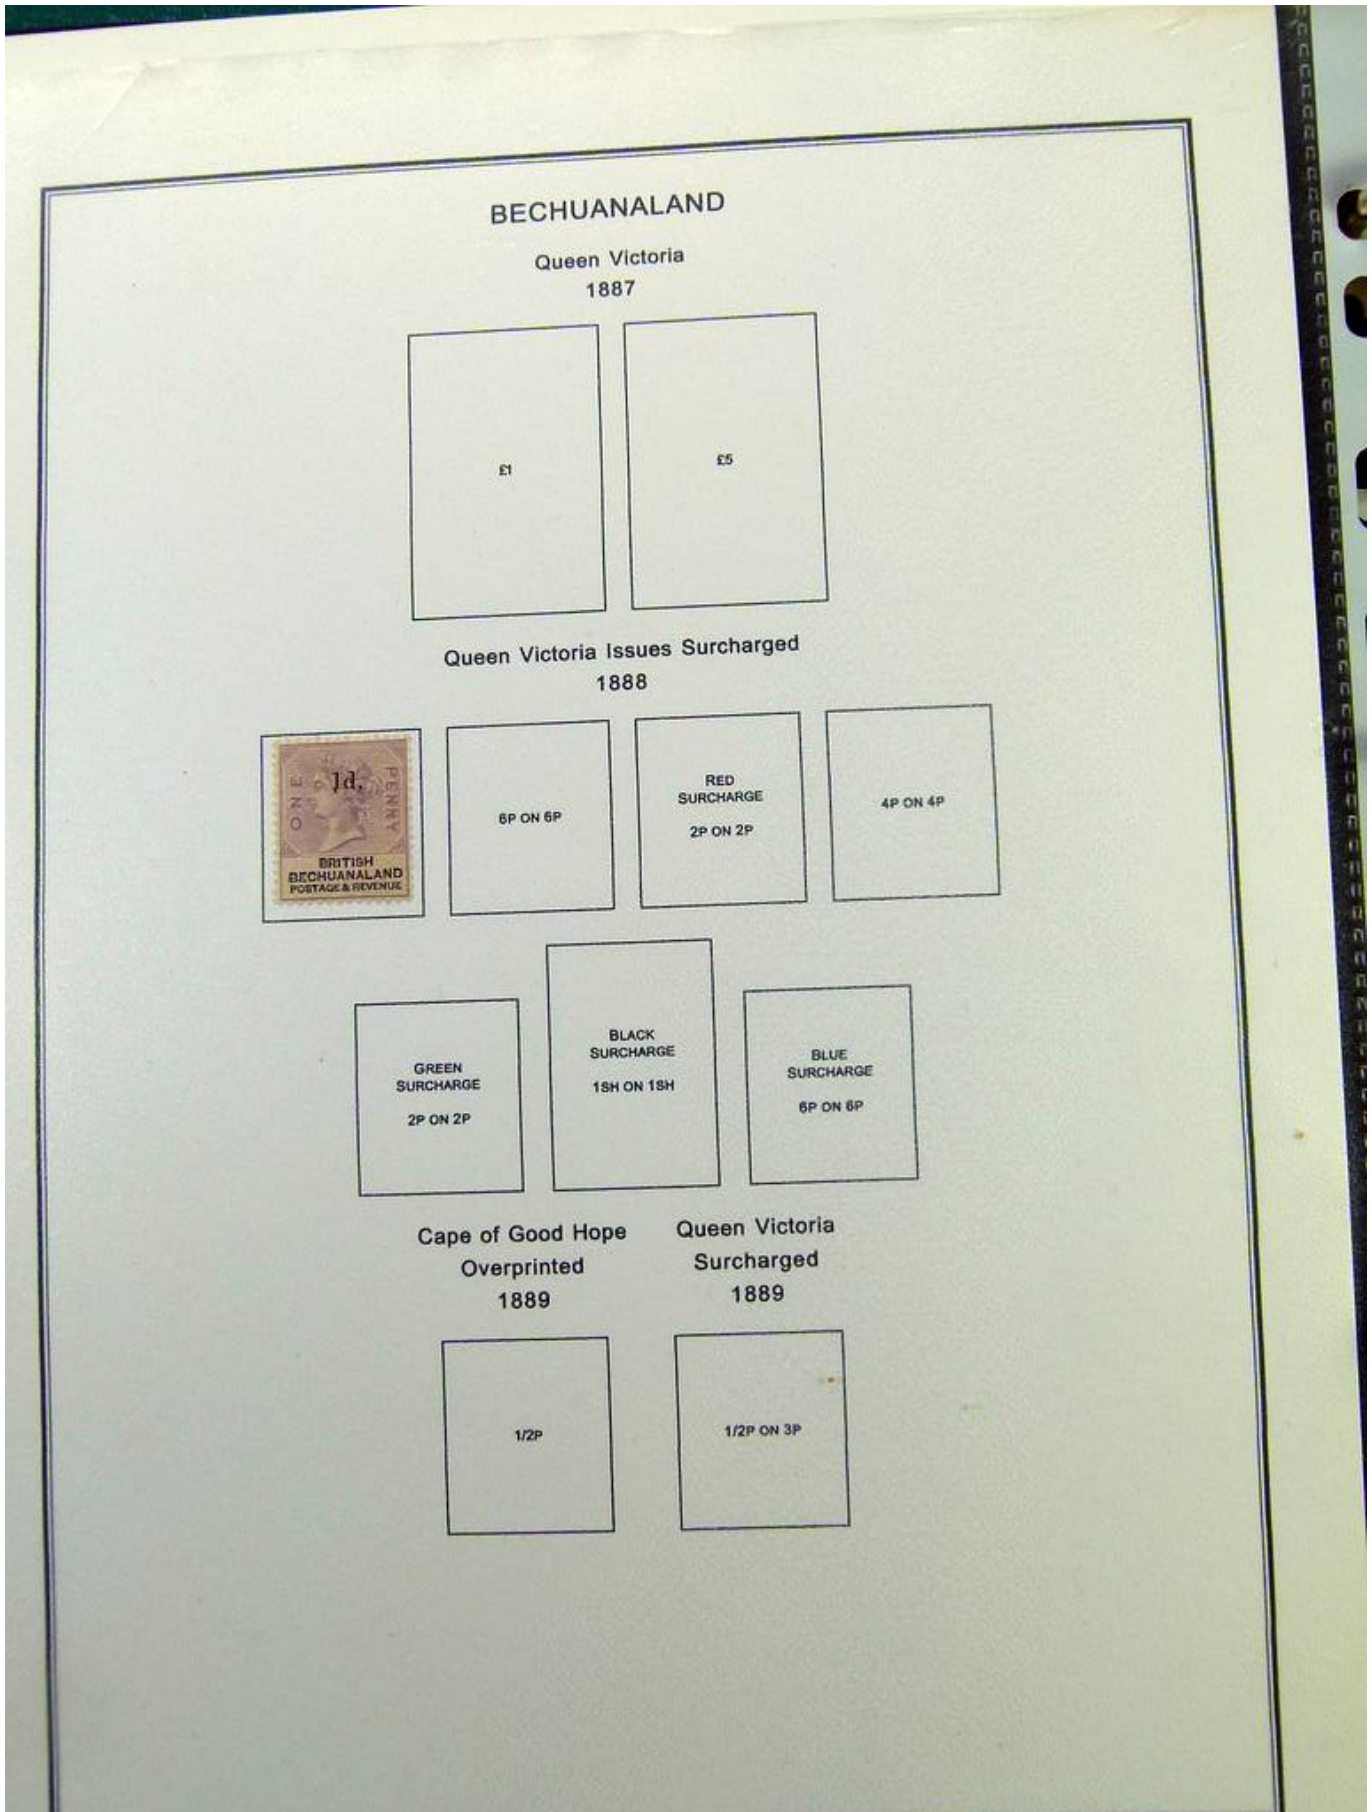 BECHUANALAND
Queen Victoria
1887
£1
£5
Queen Victoria Issues Surcharged
1888
ONE
1d.
PENNY
BRITISH
BECHUANALAND
POSTAGE & REVENUE
6P ON 6P
RED
SURCHARGE
2P ON 2P
4P ON 4P
GREEN
SURCHARGE
2P ON 2P
BLACK
SURCHARGE
1SH ON 1SH
BLUE
SURCHARGE
6P ON 6P
Cape of Good Hope
Overprinted
1889
Queen Victoria
Surcharged
1889
1/2P
1/2P ON 3P